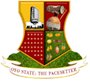 OYO STATE: THE PACESETTER